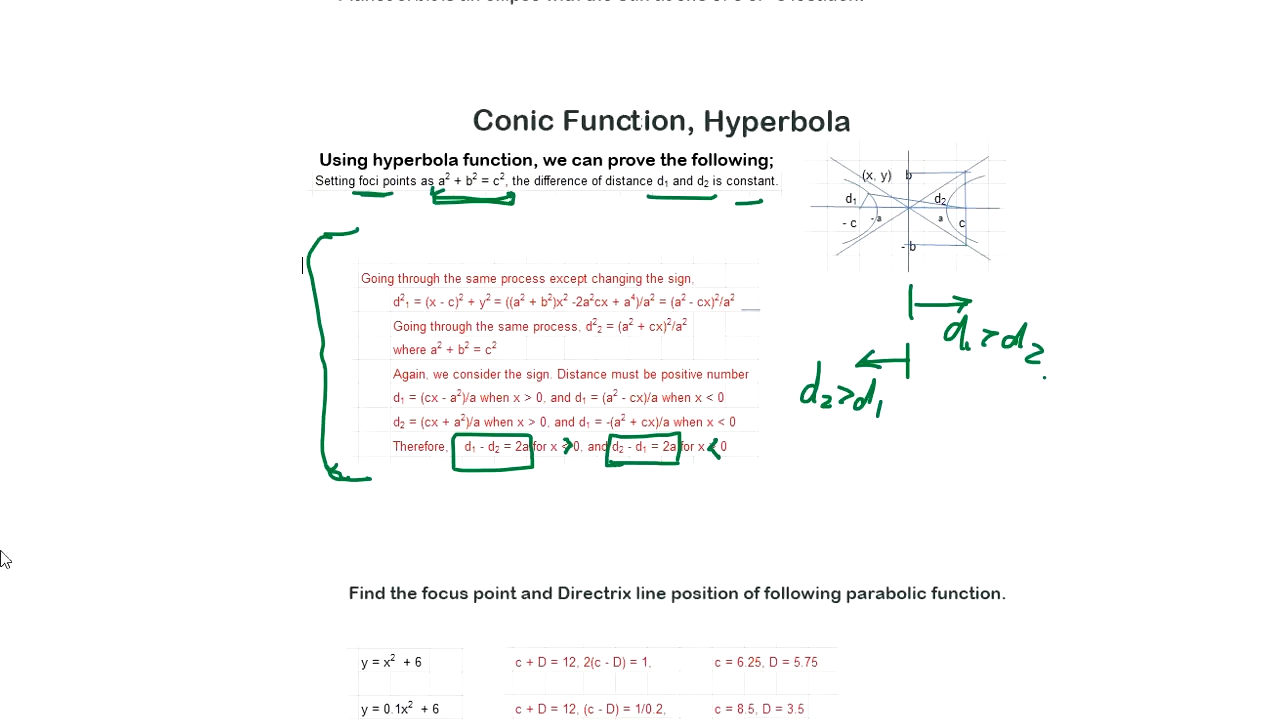 Conic Function, Hyperbola
Using hyperbola function, we can prove the following;
Setting foci points as a² + b² = c², the difference of distance d₁ and d₂ is constant.
(x, y) b
d₁ d₂
- a a
- c c
- b
Going through the same process except changing the sign,
d²₁ = (x - c)² + y² = ((a² + b²)x² -2a²cx + a⁴)/a² = (a² - cx)²/a²
Going through the same process. d²₂ = (a² + cx)²/a²
where a² + b² = c²
Again, we consider the sign. Distance must be positive number
d₁ = (cx - a²)/a when x > 0, and d₁ = (a² - cx)/a when x < 0
d₂ = (cx + a²)/a when x > 0, and d₁ = -(a² + cx)/a when x < 0
Therefore, d₁ - d₂ = 2a for x > 0, and d₂ - d₁ = 2a for x < 0
d₁ > d₂
d₂ > d₁
Find the focus point and Directrix line position of following parabolic function.
y = x² + 6 c + D = 12, 2(c - D) = 1, c = 6.25, D = 5.75
y = 0.1x² + 6 c + D = 12, (c - D) = 1/0.2, c = 8.5, D = 3.5